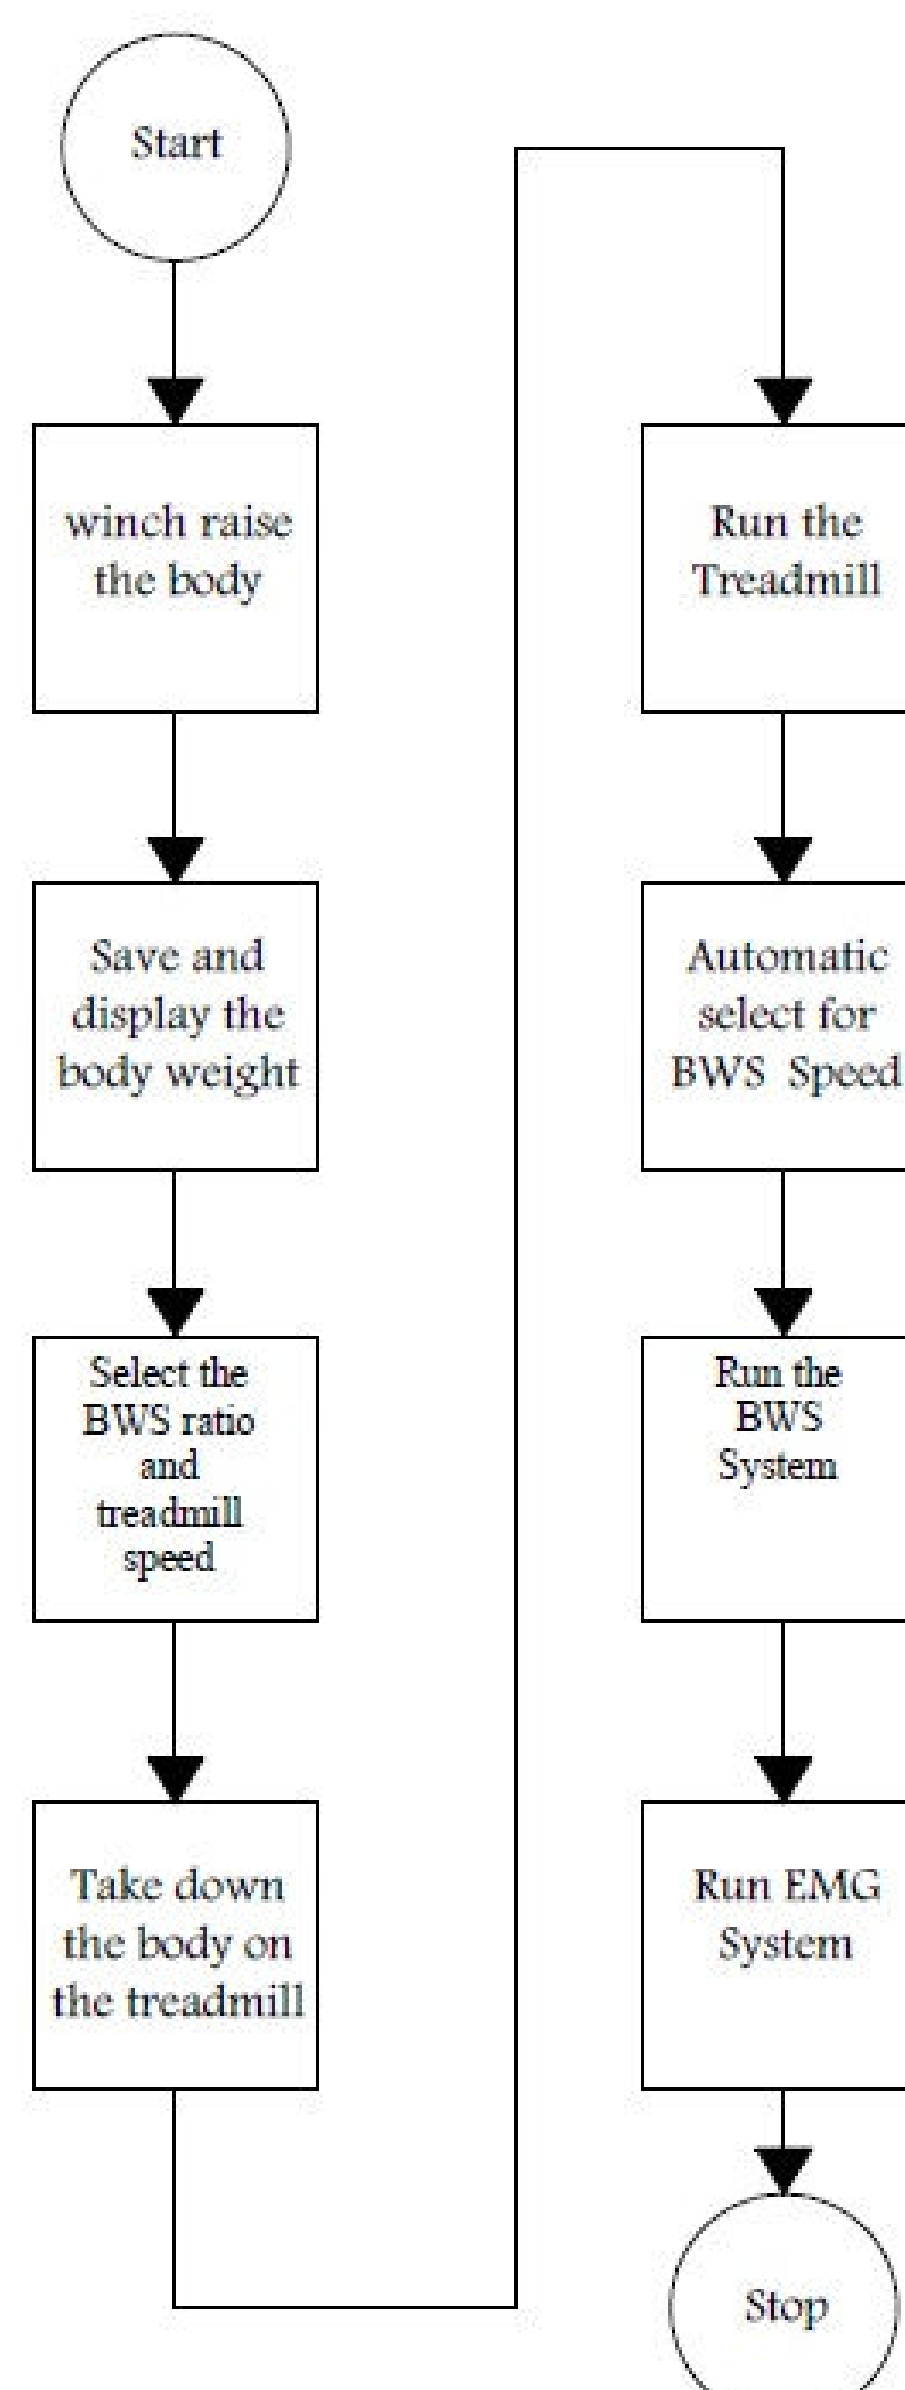 Start
winch raise
the body
Save and
display the
body weight
Select the
BWS ratio
and
treadmill
speed
Take down
the body on
the treadmill
Run the
Treadmill
Automatic
select for
BWS Speed
Run the
BWS
System
Run EMG
System
Stop